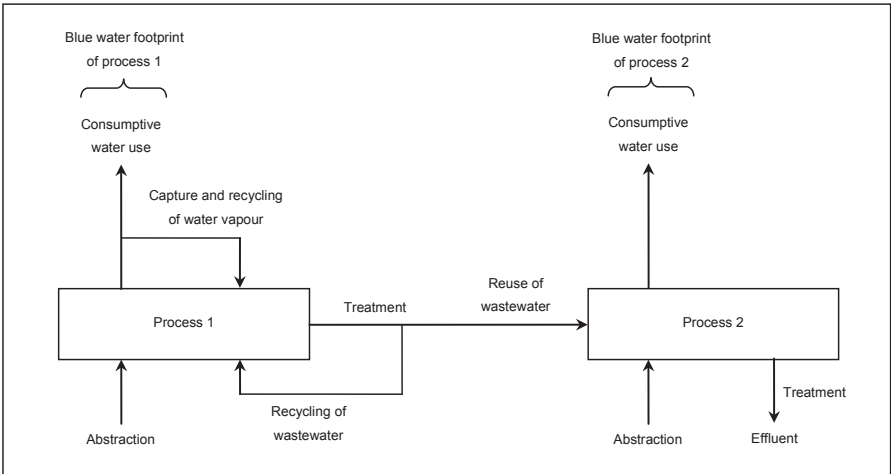 Blue water footprint
of process 1
Consumptive
water use
Capture and recycling
of water vapour
Process 1
Abstraction
Treatment
Recycling of
wastewater
Reuse of
wastewater
Blue water footprint
of process 2
Consumptive
water use
Process 2
Abstraction
Treatment
Effluent